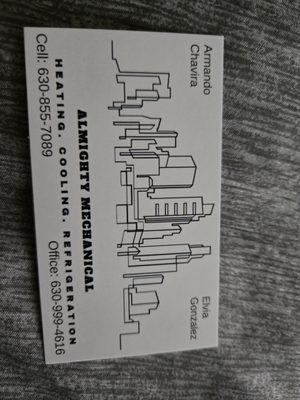 Armando
Chavira
Elvia
Gonzalez
ALMIGHTY MECHANICAL
HEATING. COOLING. REFRIGERATION
Cell: 630-855-7089
Office: 630-999-4616